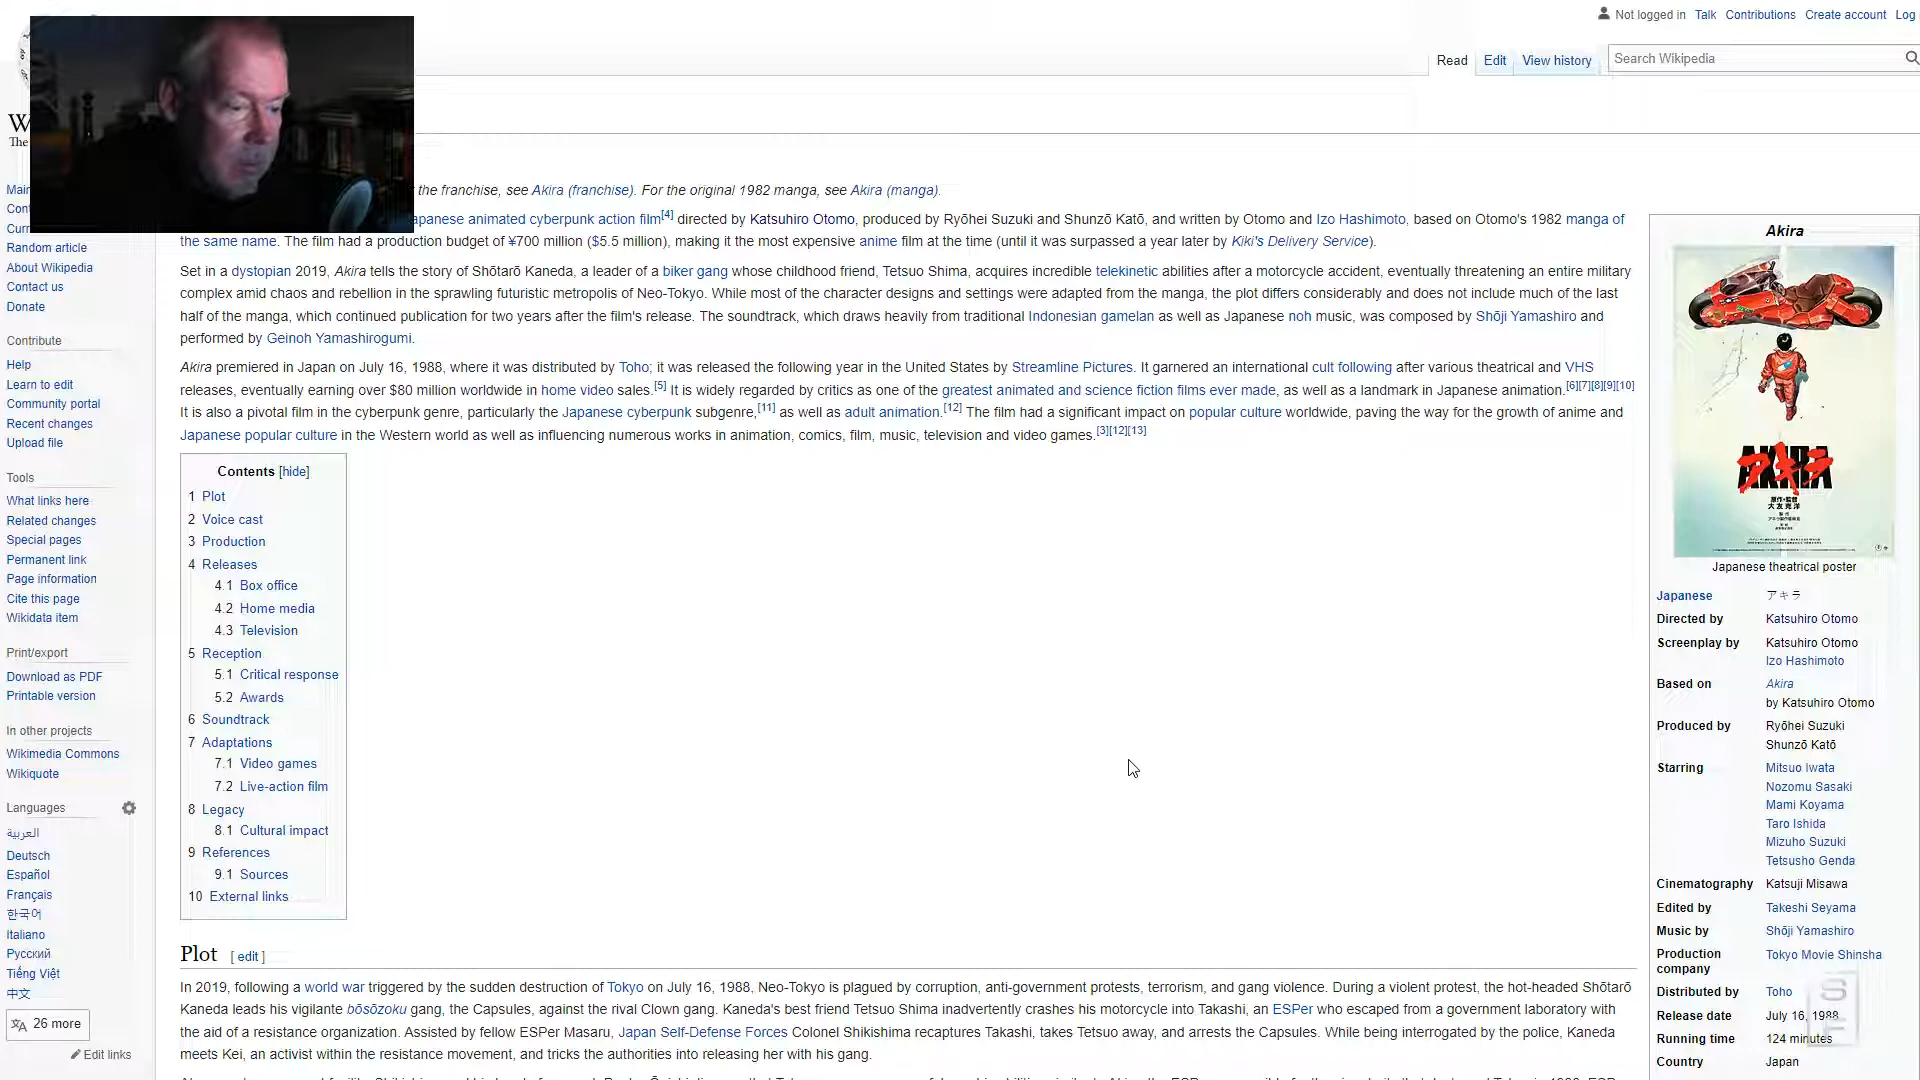 Not logged in Talk Contributions Create account Log
Read Edit View history Search Wikipedia
W
The
the franchise, see Akira (franchise). For the original 1982 manga, see Akira (manga).
apanese animated cyberpunk action film[4] directed by Katsuhiro Otomo, produced by Ryōhei Suzuki and Shunzō Katō, and written by Otomo and Izo Hashimoto, based on Otomo's 1982 manga of
the same name. The film had a production budget of ¥700 million ($5.5 million), making it the most expensive anime film at the time (until it was surpassed a year later by Kiki's Delivery Service).
Set in a dystopian 2019, Akira tells the story of Shōtarō Kaneda, a leader of a biker gang whose childhood friend, Tetsuo Shima, acquires incredible telekinetic abilities after a motorcycle accident, eventually threatening an entire military
complex amid chaos and rebellion in the sprawling futuristic metropolis of Neo-Tokyo. While most of the character designs and settings were adapted from the manga, the plot differs considerably and does not include much of the last
half of the manga, which continued publication for two years after the film's release. The soundtrack, which draws heavily from traditional Indonesian gamelan as well as Japanese noh music, was composed by Shōji Yamashiro and
performed by Geinoh Yamashirogumi.
Akira premiered in Japan on July 16, 1988, where it was distributed by Toho; it was released the following year in the United States by Streamline Pictures. It garnered an international cult following after various theatrical and VHS
releases, eventually earning over $80 million worldwide in home video sales.[5] It is widely regarded by critics as one of the greatest animated and science fiction films ever made, as well as a landmark in Japanese animation.[6][7][8][9][10]
It is also a pivotal film in the cyberpunk genre, particularly the Japanese cyberpunk subgenre,[11] as well as adult animation.[12] The film had a significant impact on popular culture worldwide, paving the way for the growth of anime and
Japanese popular culture in the Western world as well as influencing numerous works in animation, comics, film, music, television and video games.[3][12][13]
Contents [hide]
1 Plot
2 Voice cast
3 Production
4 Releases
4.1 Box office
4.2 Home media
4.3 Television
5 Reception
5.1 Critical response
5.2 Awards
6 Soundtrack
7 Adaptations
7.1 Video games
7.2 Live-action film
8 Legacy
8.1 Cultural impact
9 References
9.1 Sources
10 External links
Plot [ edit ]
In 2019, following a world war triggered by the sudden destruction of Tokyo on July 16, 1988, Neo-Tokyo is plagued by corruption, anti-government protests, terrorism, and gang violence. During a violent protest, the hot-headed Shōtarō
Kaneda leads his vigilante bōsōzoku gang, the Capsules, against the rival Clown gang. Kaneda's best friend Tetsuo Shima inadvertently crashes his motorcycle into Takashi, an ESPer who escaped from a government laboratory with
the aid of a resistance organization. Assisted by fellow ESPer Masaru, Japan Self-Defense Forces Colonel Shikishima recaptures Takashi, takes Tetsuo away, and arrests the Capsules. While being interrogated by the police, Kaneda
meets Kei, an activist within the resistance movement, and tricks the authorities into releasing her with his gang.
Main
Con
Curr
Random article
About Wikipedia
Contact us
Donate
Contribute
Help
Learn to edit
Community portal
Recent changes
Upload file
Tools
What links here
Related changes
Special pages
Permanent link
Page information
Cite this page
Wikidata item
Print/export
Download as PDF
Printable version
In other projects
Wikimedia Commons
Wikiquote
Languages
العربية
Deutsch
Español
Français
한국어
Italiano
Русский
Tiếng Việt
中文
26 more
Edit links
Akira
AKIRA
アキラ
大友克洋
Japanese theatrical poster
Japanese アキラ
Directed by Katsuhiro Otomo
Screenplay by Katsuhiro Otomo
Izo Hashimoto
Based on Akira
by Katsuhiro Otomo
Produced by Ryōhei Suzuki
Shunzō Katō
Starring Mitsuo Iwata
Nozomu Sasaki
Mami Koyama
Taro Ishida
Mizuho Suzuki
Tetsusho Genda
Cinematography Katsuji Misawa
Edited by Takeshi Seyama
Music by Shōji Yamashiro
Production Tokyo Movie Shinsha
company
Distributed by Toho
Release date July 16, 1988
Running time 124 minutes
Country Japan
S
F